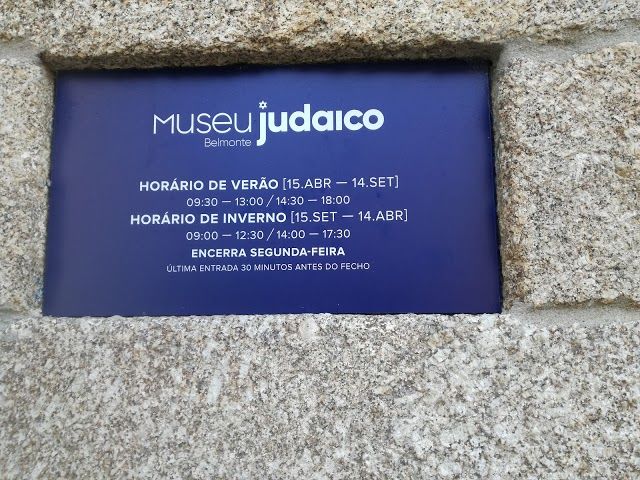 Museu judaico
Belmonte
HORÁRIO DE VERÃO [15.ABR — 14.SET]
09:30 — 13:00 / 14:30 — 18:00
HORÁRIO DE INVERNO [15.SET — 14.ABR]
09:00 — 12:30 / 14:00 — 17:30
ENCERRA SEGUNDA-FEIRA
ÚLTIMA ENTRADA 30 MINUTOS ANTES DO FECHO